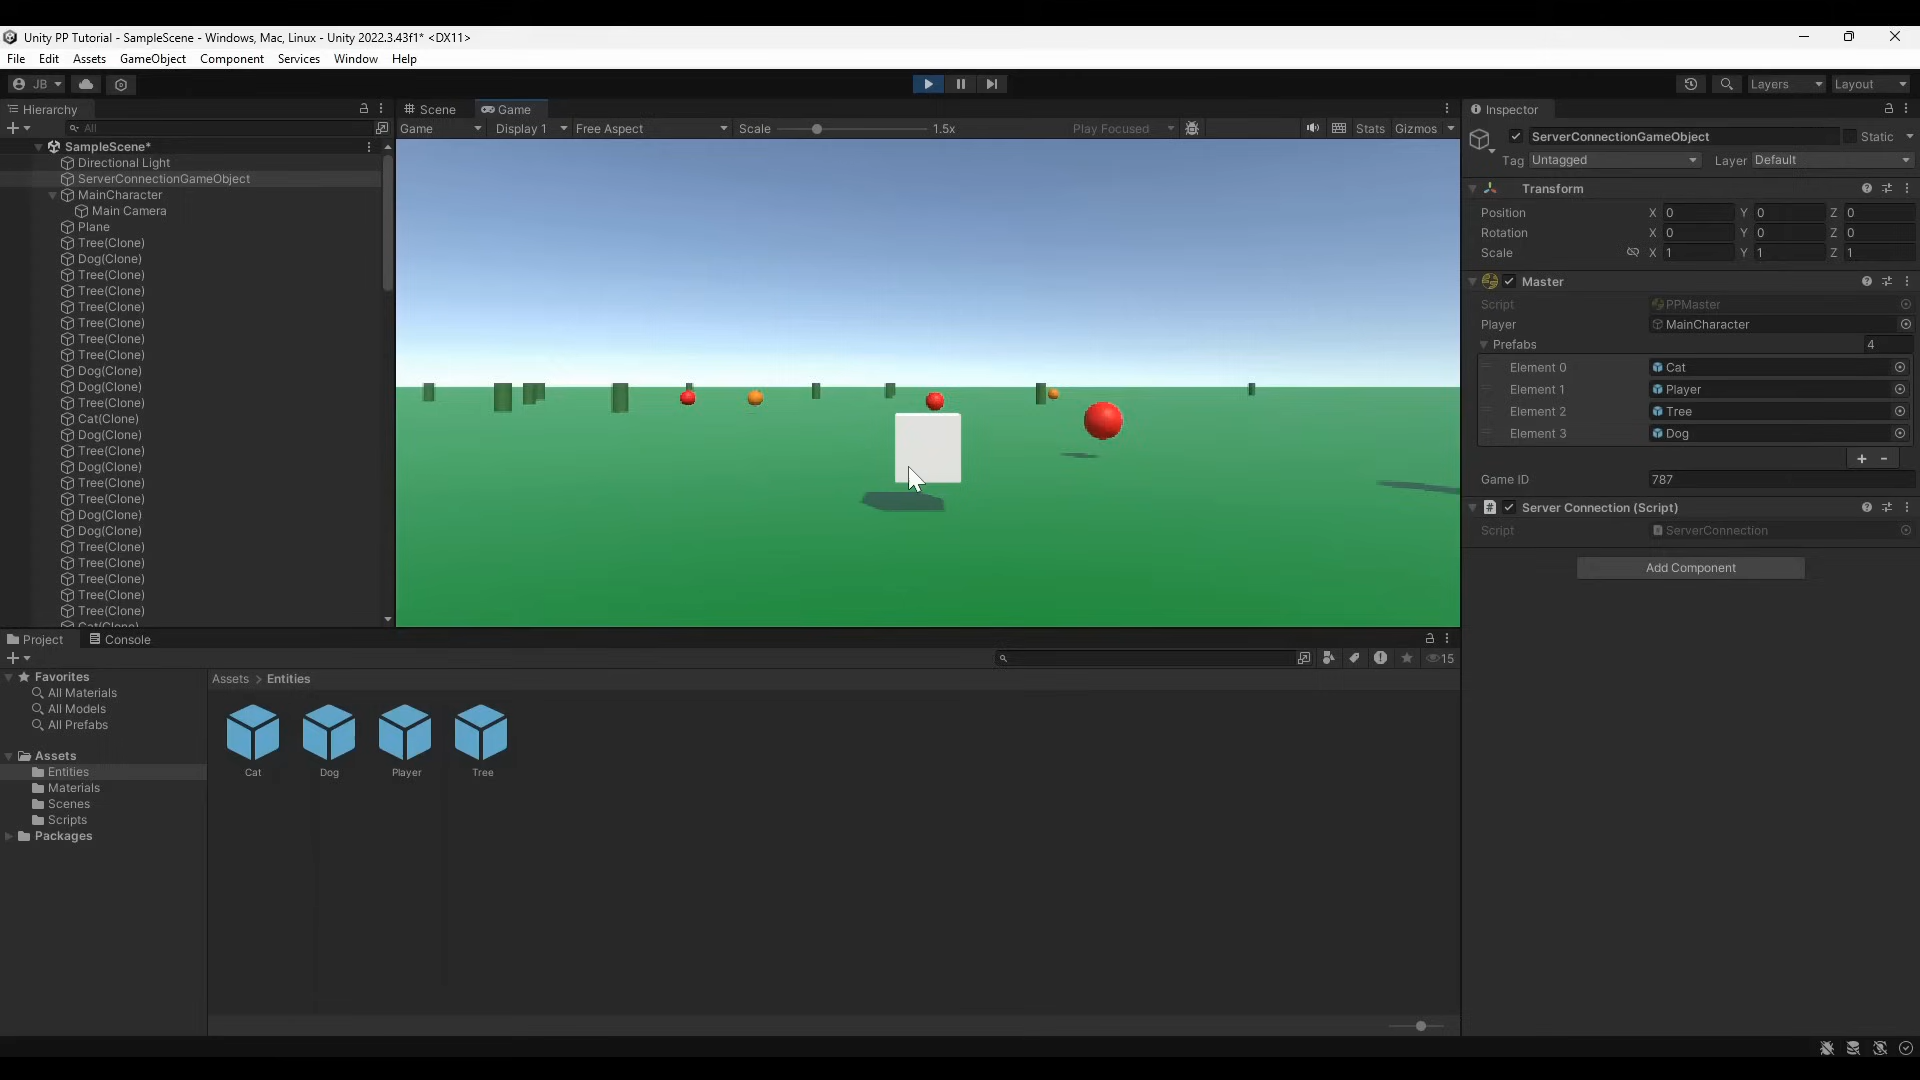 Unity PP Tutorial - SampleScene - Windows, Mac, Linux - Unity 2022.3.43f1* <DX11>
File Edit Assets GameObject Component Services Window Help
JB Layers Layout
Hierarchy Scene Game Inspector
All Game Display 1 Free Aspect Scale 1.5x Play Focused Stats Gizmos ServerConnectionGameObject Static
SampleScene* Tag Untagged Layer Default
Directional Light
ServerConnectionGameObject Transform
MainCharacter Position X 0 Y 0 Z 0
Main Camera Rotation X 0 Y 0 Z 0
Plane Scale X 1 Y 1 Z 1
Tree(Clone) Master
Dog(Clone) Script PPMaster
Tree(Clone) Player MainCharacter
Tree(Clone) Prefabs 4
Tree(Clone) Element 0 Cat
Tree(Clone) Element 1 Player
Tree(Clone) Element 2 Tree
Tree(Clone) Element 3 Dog
Dog(Clone) Game ID 787
Dog(Clone) Server Connection (Script)
Tree(Clone) Script ServerConnection
Cat(Clone) Add Component
Dog(Clone)
Tree(Clone)
Dog(Clone)
Tree(Clone)
Tree(Clone)
Dog(Clone)
Dog(Clone)
Tree(Clone)
Tree(Clone)
Tree(Clone)
Tree(Clone)
Tree(Clone)
Cat(Clone)
Project Console
15
Favorites Assets > Entities
All Materials
All Models
All Prefabs
Assets
Entities Cat Dog Player Tree
Materials
Scenes
Scripts
Packages